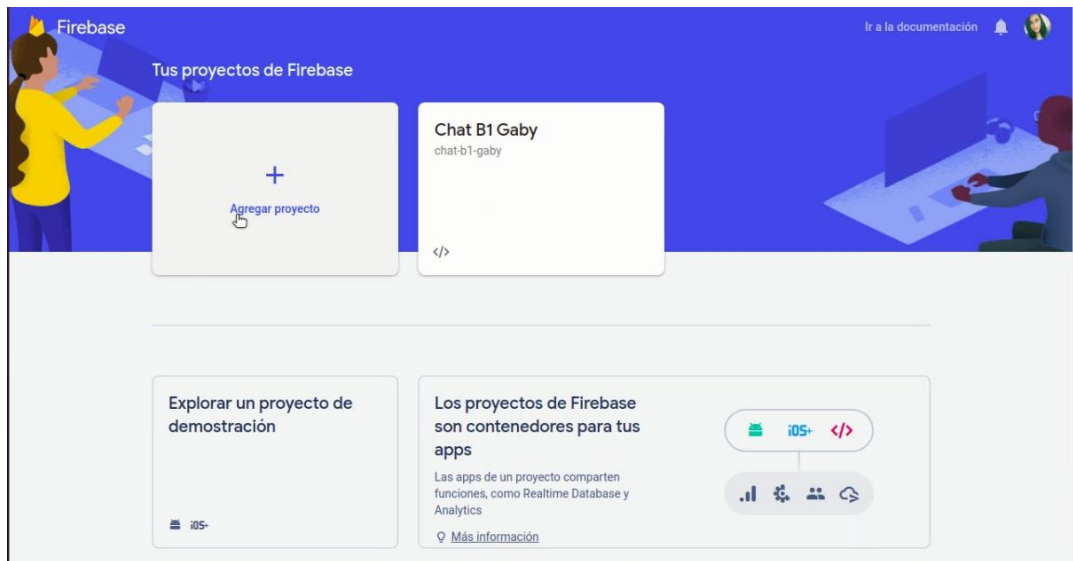 Firebase
Ir a la documentación
Tus proyectos de Firebase
Agregar proyecto
Chat B1 Gaby
chat-b1-gaby
</>
Explorar un proyecto de
demostración
iOS+
Los proyectos de Firebase
son contenedores para tus
apps
Las apps de un proyecto comparten
funciones, como Realtime Database y
Analytics
Más información
iOS+ </>